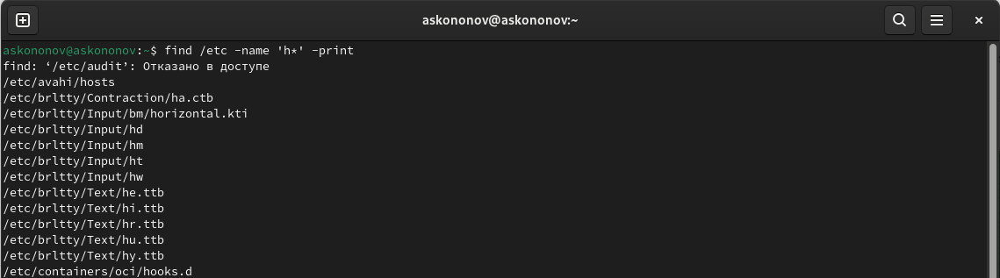 askononov@askononov:~
askononov@askononov:~$ find /etc -name 'h*' -print
find: ‘/etc/audit’: Отказано в доступе
/etc/avahi/hosts
/etc/brltty/Contraction/ha.ctb
/etc/brltty/Input/bm/horizontal.kti
/etc/brltty/Input/hd
/etc/brltty/Input/hm
/etc/brltty/Input/ht
/etc/brltty/Input/hw
/etc/brltty/Text/he.ttb
/etc/brltty/Text/hi.ttb
/etc/brltty/Text/hr.ttb
/etc/brltty/Text/hu.ttb
/etc/brltty/Text/hy.ttb
/etc/containers/oci/hooks.d